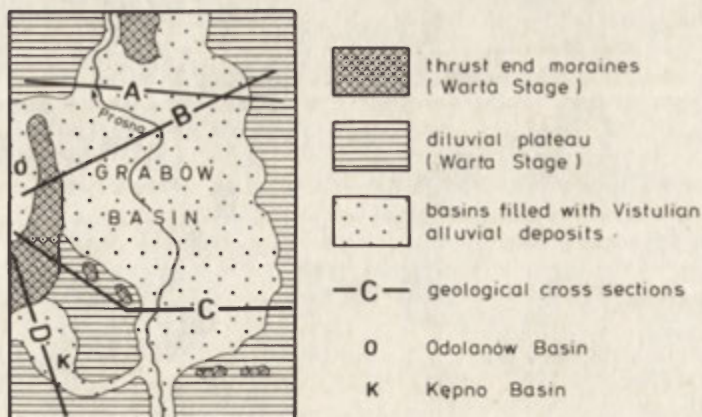 A
B
Prosna
O
GRABÓW
BASIN
C
D
K
thrust end moraines
(Warta Stage)
diluvial plateau
(Warta Stage)
basins filled with Vistulian
alluvial deposits
C geological cross sections
O Odolanów Basin
K Kępno Basin